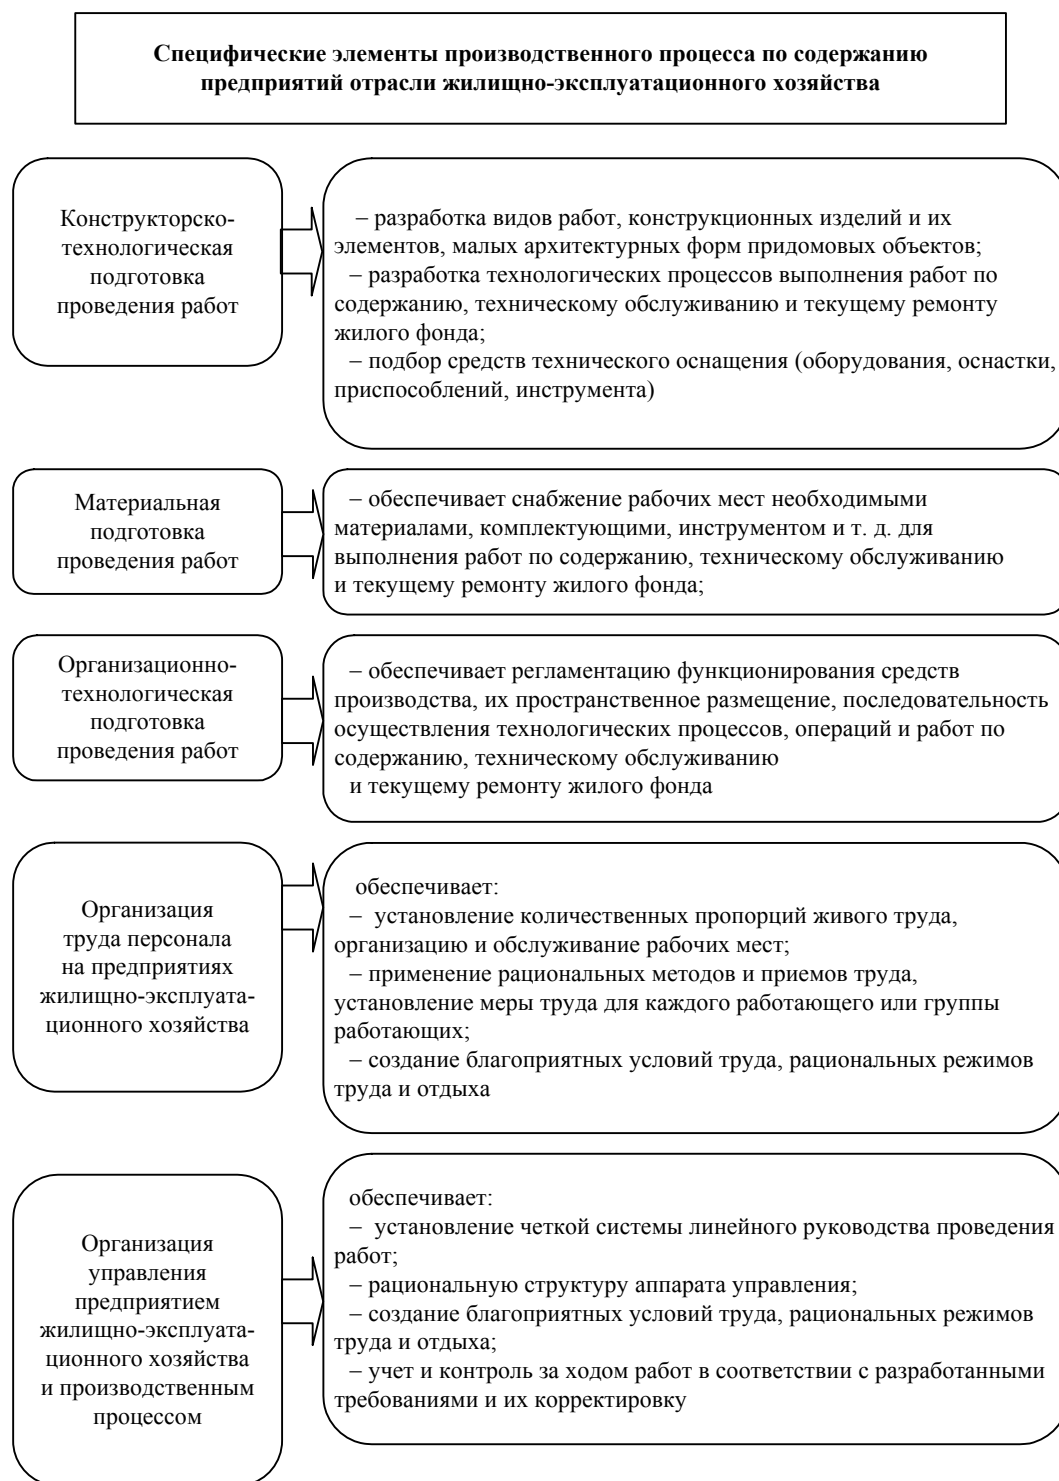 Специфические элементы производственного процесса по содержанию
предприятий отрасли жилищно-эксплуатационного хозяйства
Конструкторско-
технологическая
подготовка
проведения работ
– разработка видов работ, конструкционных изделий и их
элементов, малых архитектурных форм придомовых объектов;
– разработка технологических процессов выполнения работ по
содержанию, техническому обслуживанию и текущему ремонту
жилого фонда;
– подбор средств технического оснащения (оборудования, оснастки,
приспособлений, инструмента)
Материальная
подготовка
проведения работ
– обеспечивает снабжение рабочих мест необходимыми
материалами, комплектующими, инструментом и т. д. для
выполнения работ по содержанию, техническому обслуживанию
и текущему ремонту жилого фонда;
Организационно-
технологическая
подготовка
проведения работ
– обеспечивает регламентацию функционирования средств
производства, их пространственное размещение, последовательность
осуществления технологических процессов, операций и работ по
содержанию, техническому обслуживанию
и текущему ремонту жилого фонда
Организация
труда персонала
на предприятиях
жилищно-эксплуата-
ционного хозяйства
обеспечивает:
– установление количественных пропорций живого труда,
организацию и обслуживание рабочих мест;
– применение рациональных методов и приемов труда,
установление меры труда для каждого работающего или группы
работающих;
– создание благоприятных условий труда, рациональных режимов
труда и отдыха
Организация
управления
предприятием
жилищно-эксплуата-
ционного хозяйства
и производственным
процессом
обеспечивает:
– установление четкой системы линейного руководства проведения
работ;
– рациональную структуру аппарата управления;
– создание благоприятных условий труда, рациональных режимов
труда и отдыха;
– учет и контроль за ходом работ в соответствии с разработанными
требованиями и их корректировку